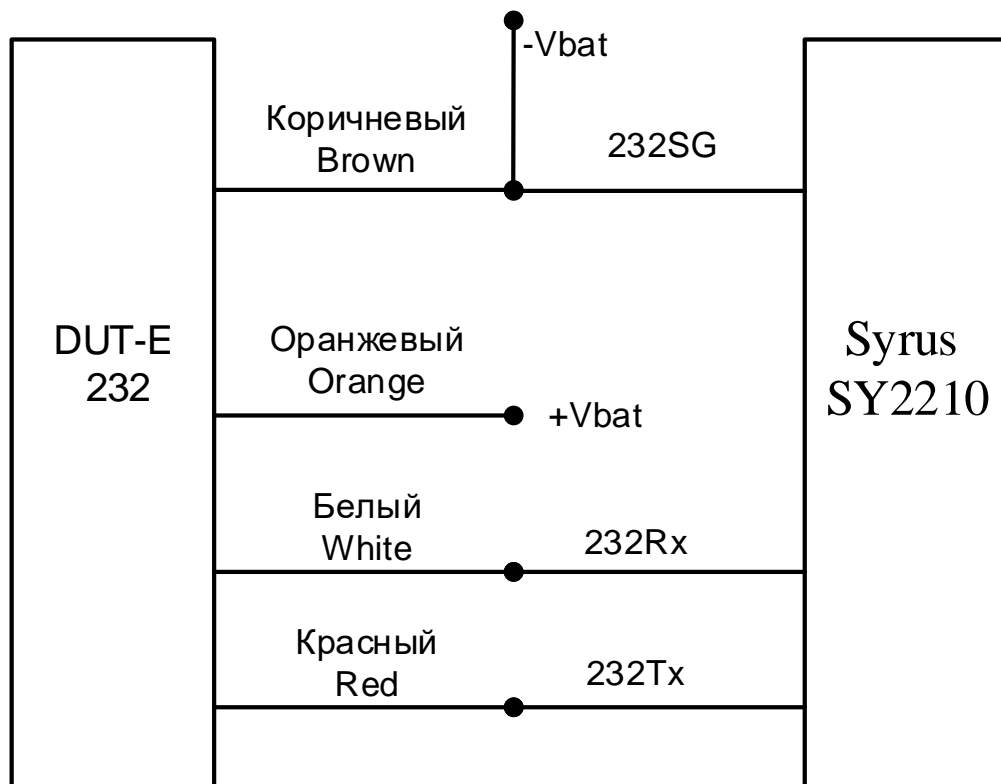 -Vbat
Коричневый
Brown
232SG
DUT-E
232
Оранжевый
Orange
+Vbat
Syrus
SY2210
Белый
White
232Rx
Красный
Red
232Tx